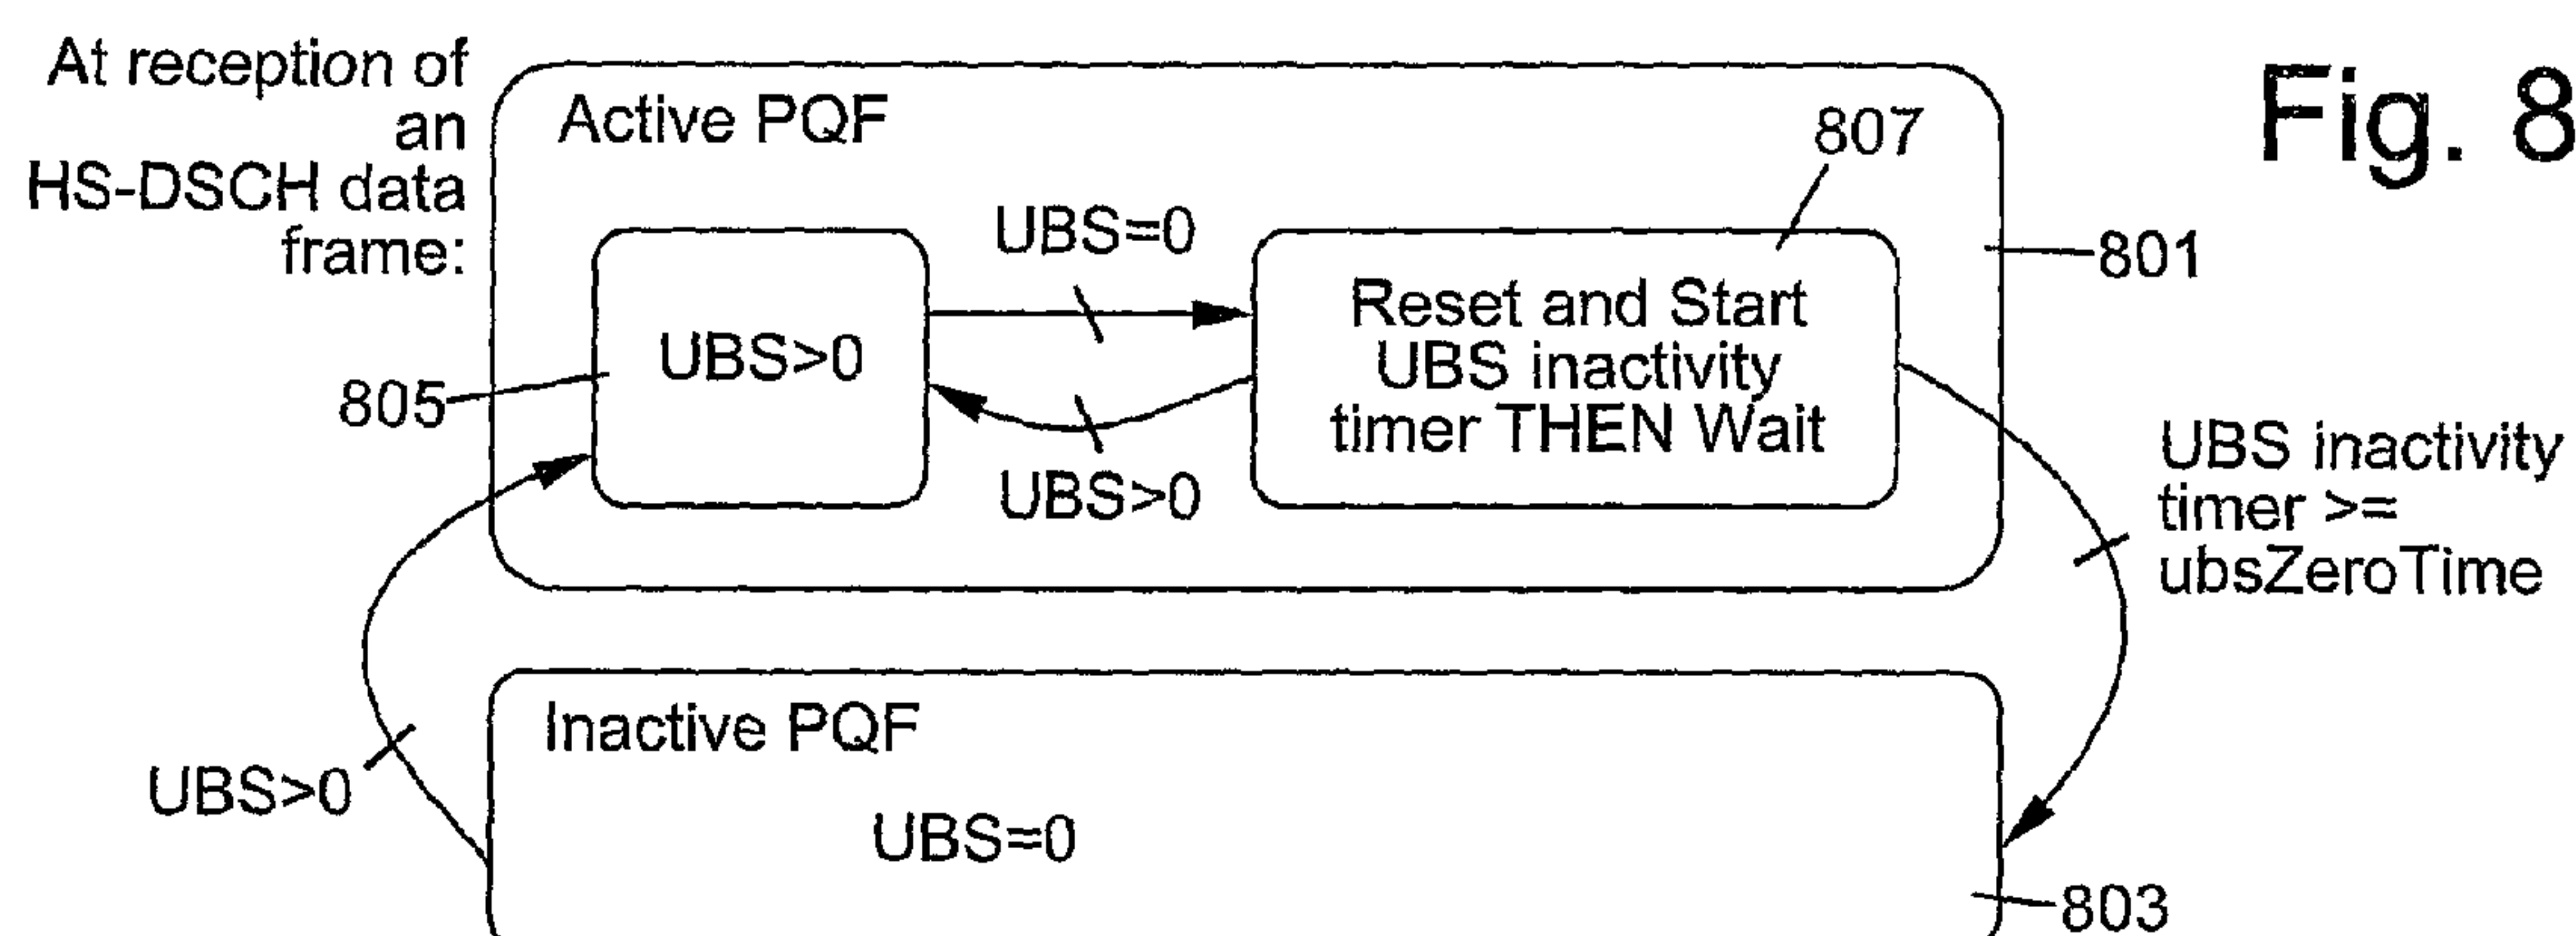 At reception of
an
HS-DSCH data
frame:
Active PQF
807
Fig. 8
UBS=0
801
UBS>0
Reset and Start
UBS inactivity
timer THEN Wait
805
UBS>0
UBS inactivity
timer >=
ubsZeroTime
Inactive PQF
UBS>0
UBS=0
803